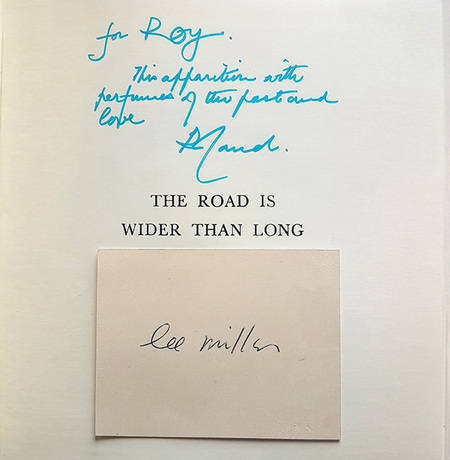 for Roy.
This apparition with
perfumes of the past and
love
Roland.
THE ROAD IS
WIDER THAN LONG
lee miller